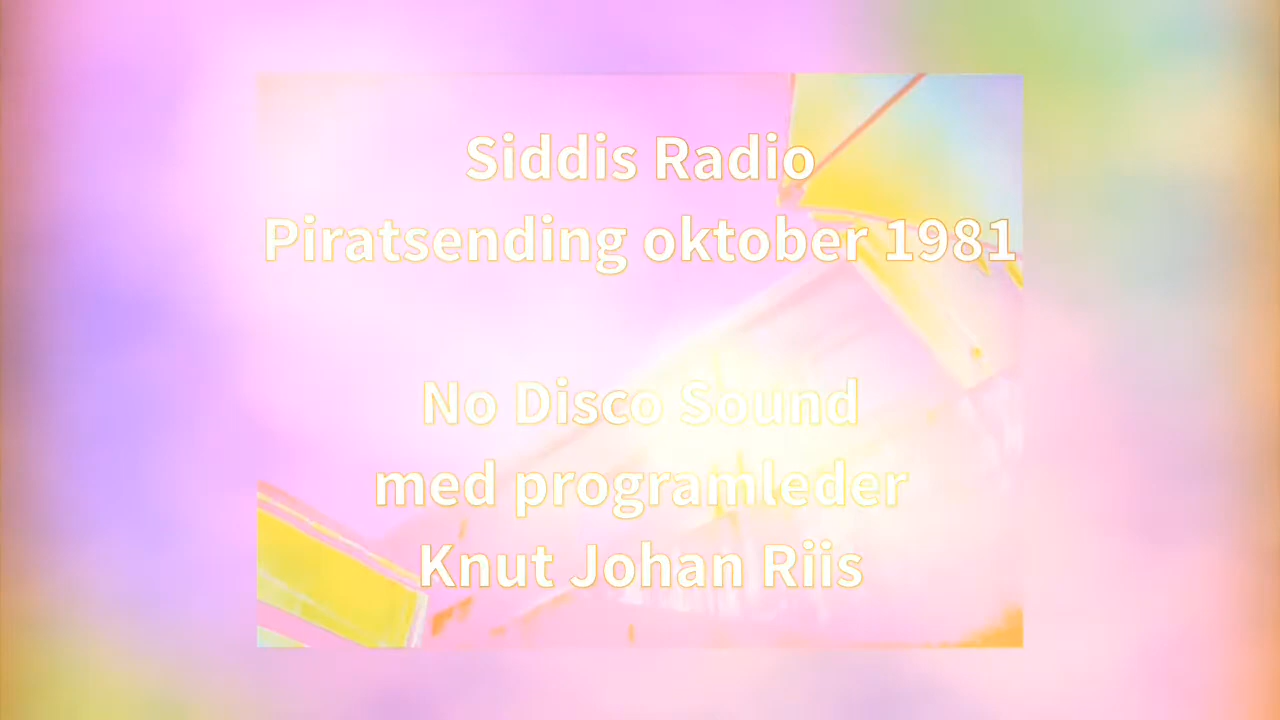 Siddis Radio
Piratsending oktober 1981
No Disco Sound
med programleder
Knut Johan Riis